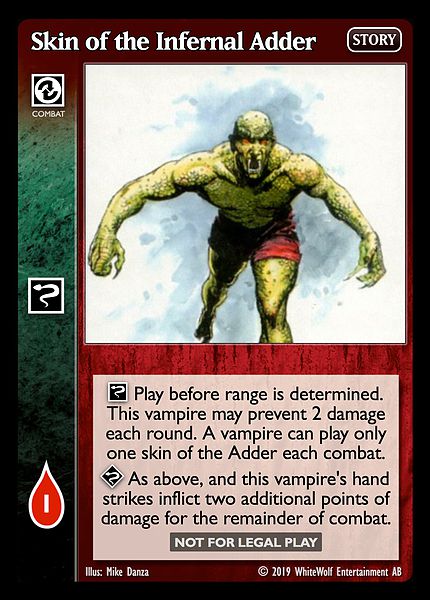 Skin of the Infernal Adder
STORY
COMBAT
Play before range is determined.
This vampire may prevent 2 damage
each round. A vampire can play only
one skin of the Adder each combat.
As above, and this vampire's hand
strikes inflict two additional points of
damage for the remainder of combat.
1
NOT FOR LEGAL PLAY
Illus: Mike Danza
© 2019 WhiteWolf Entertainment AB